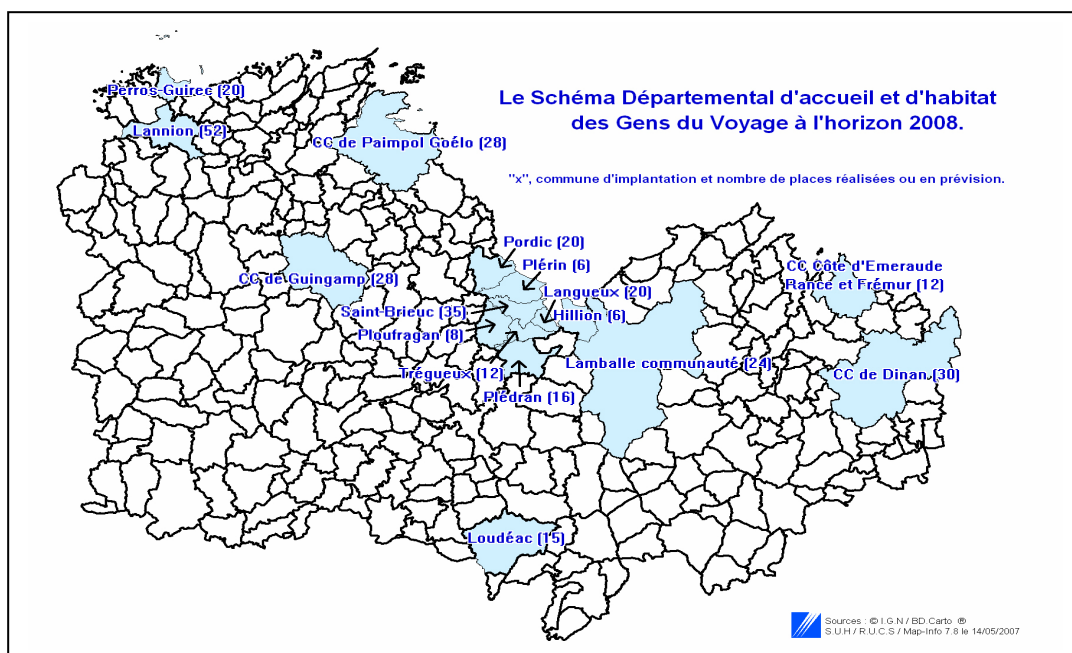 Le Schéma Départemental d'accueil et d'habitat
des Gens du Voyage à l'horizon 2008.
"x", commune d'implantation et nombre de places réalisées ou en prévision.
Perros-Guirec (20)
Lannion (52)
CC de Paimpol Goélo (28)
CC de Guingamp (28)
Pordic (20)
Plérin (6)
Langueux (20)
Saint-Brieuc (35)
Hillion (6)
Ploufragan (8)
Trégueux (12)
Plédran (16)
Lamballe communauté (24)
CC Côte d'Emeraude
Rance et Frémur (12)
CC de Dinan (30)
Loudéac (15)
Sources : © I.G.N / BD.Carto ®
S.U.H / R.U.C.S / Map-Info 7.8 le 14/05/2007